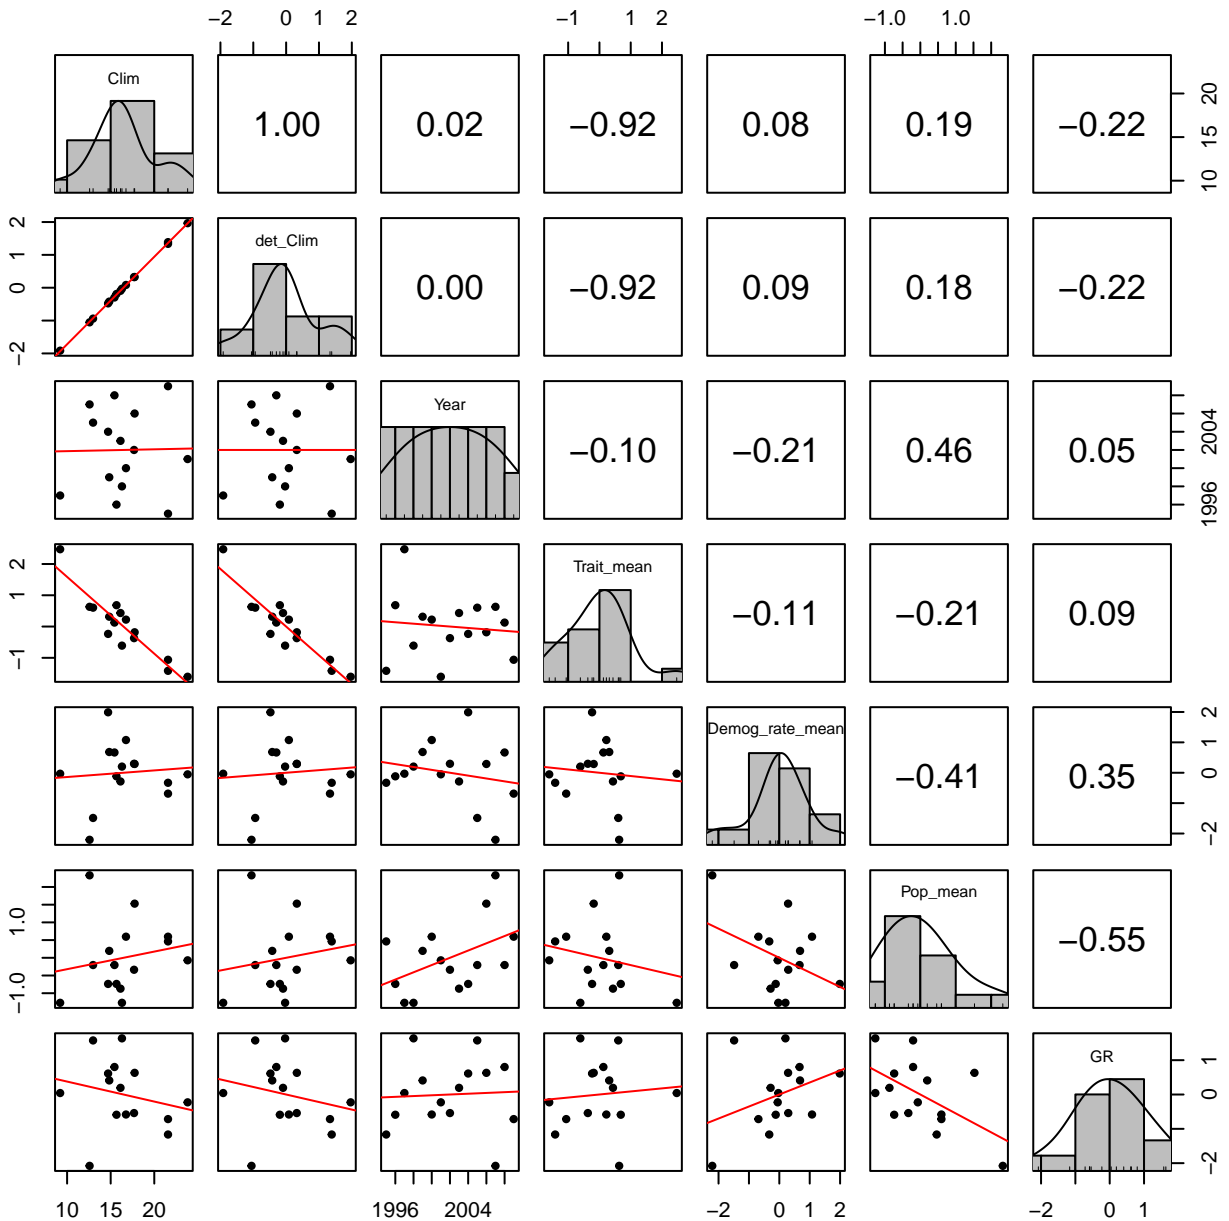 −2 0 1 2 −1 1 2 −1.0 1.0
Clim
1.00 0.02 −0.92 0.08 0.19 −0.22
10 15 20
−2 0 1 2
det_Clim
0.00 −0.92 0.09 0.18 −0.22
Year
−0.10 −0.21 0.46 0.05
1996 2004
−1 1 2
Trait_mean
−0.11 −0.21 0.09
Demog_rate_mean
−0.41 0.35
−2 0 1 2
−1.0 1.0
Pop_mean
−0.55
GR
−2 0 1
10 15 20 1996 2004 −2 0 1 2 −2 0 1